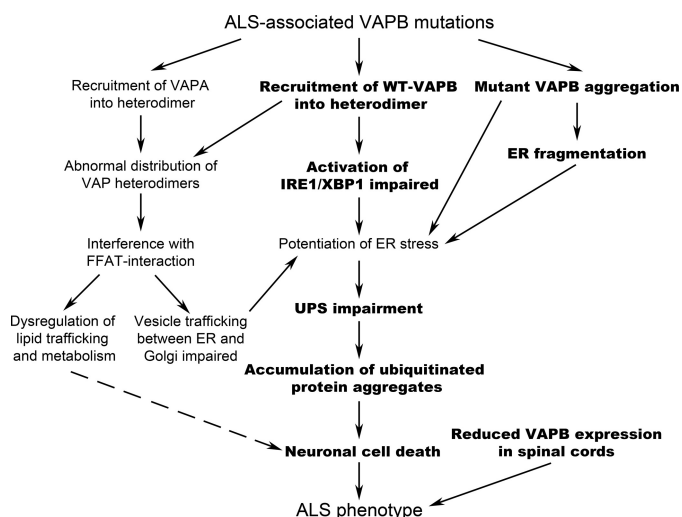 ALS-associated VAPB mutations
Recruitment of VAPA
into heterodimer
Recruitment of WT-VAPB
into heterodimer
Mutant VAPB aggregation
ER fragmentation
Abnormal distribution of
VAP heterodimers
Activation of
IRE1/XBP1 impaired
Interference with
FFAT-interaction
Potentiation of ER stress
Dysregulation of
lipid trafficking
and metabolism
Vesicle trafficking
between ER and
Golgi impaired
UPS impairment
Accumulation of ubiquitinated
protein aggregates
Neuronal cell death
Reduced VAPB expression
in spinal cords
ALS phenotype